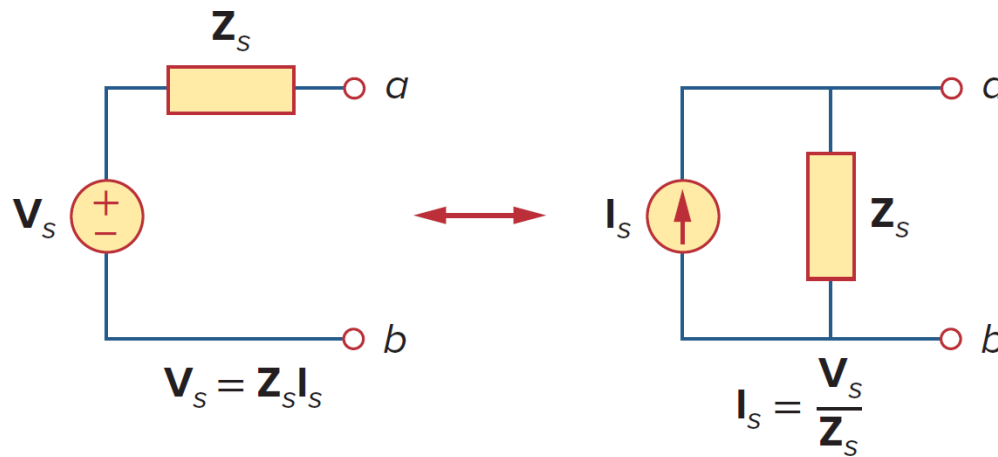 Zs
a
Vs
+
−
b
Vs = ZsIs
a
Is
Zs
b
Is = Vs/Zs